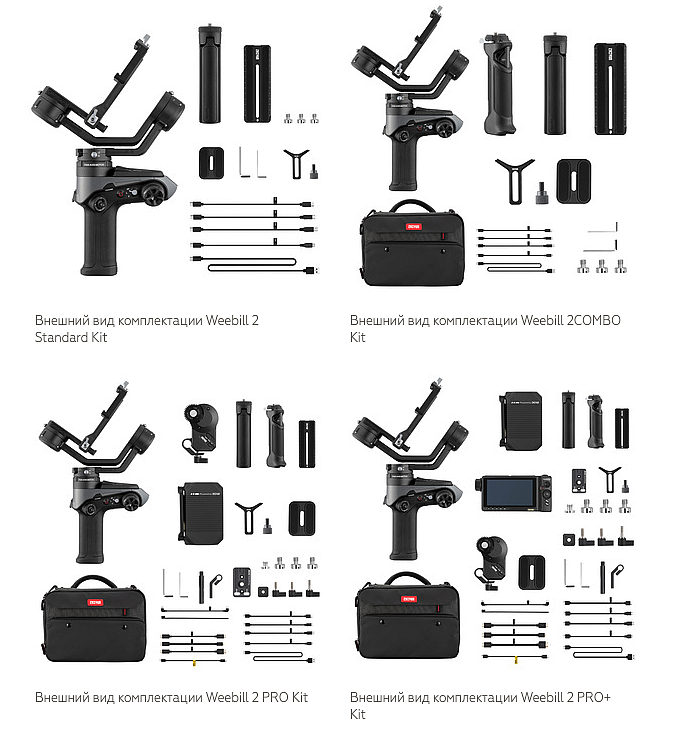 Внешний вид комплектации Weebill 2
Standard Kit
Внешний вид комплектации Weebill 2COMBO
Kit
Внешний вид комплектации Weebill 2 PRO Kit
Внешний вид комплектации Weebill 2 PRO+
Kit